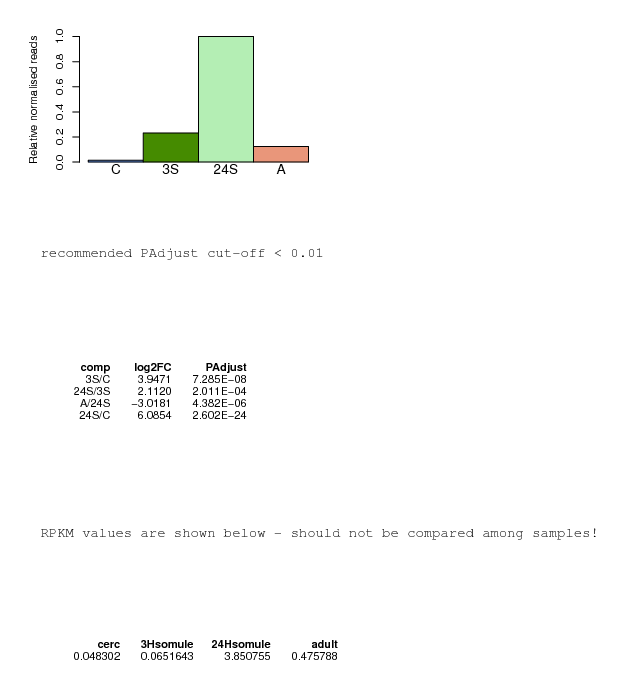 Relative normalised reads
1.0
0.8
0.6
0.4
0.2
0.0
C 3S 24S A
recommended PAdjust cut-off < 0.01
comp log2FC PAdjust
3S/C 3.9471 7.285E-08
24S/3S 2.1120 2.011E-04
A/24S −3.0181 4.382E-06
24S/C 6.0854 2.602E-24
RPKM values are shown below - should not be compared among samples!
cerc 3Hsomule 24Hsomule adult
0.048302 0.0651643 3.850755 0.475788